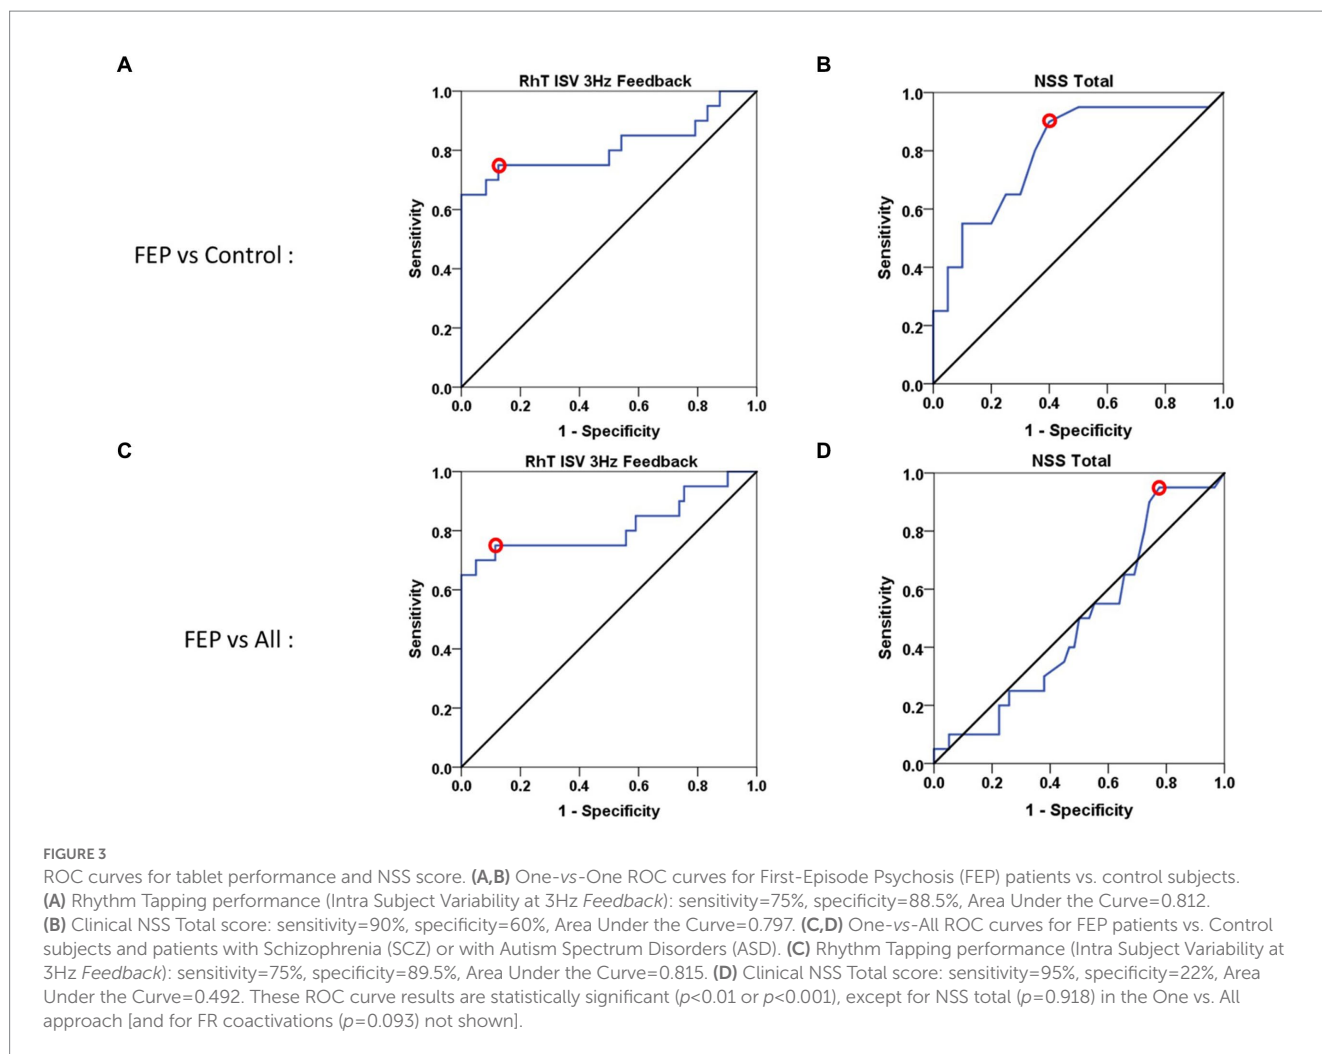 A
RhT ISV 3Hz Feedback
FEP vs Control :
Sensitivity
1.0
0.8
0.6
0.4
0.2
0.0
0.0 0.2 0.4 0.6 0.8 1.0
1 - Specificity
B
NSS Total
Sensitivity
1.0
0.8
0.6
0.4
0.2
0.0
0.0 0.2 0.4 0.6 0.8 1.0
1 - Specificity
C
RhT ISV 3Hz Feedback
FEP vs All :
Sensitivity
1.0
0.8
0.6
0.4
0.2
0.0
0.0 0.2 0.4 0.6 0.8 1.0
1 - Specificity
D
NSS Total
Sensitivity
1.0
0.8
0.6
0.4
0.2
0.0
0.0 0.2 0.4 0.6 0.8 1.0
1 - Specificity
FIGURE 3
ROC curves for tablet performance and NSS score. (A,B) One-vs-One ROC curves for First-Episode Psychosis (FEP) patients vs. control subjects.
(A) Rhythm Tapping performance (Intra Subject Variability at 3Hz Feedback): sensitivity=75%, specificity=88.5%, Area Under the Curve=0.812.
(B) Clinical NSS Total score: sensitivity=90%, specificity=60%, Area Under the Curve=0.797. (C,D) One-vs-All ROC curves for FEP patients vs. Control
subjects and patients with Schizophrenia (SCZ) or with Autism Spectrum Disorders (ASD). (C) Rhythm Tapping performance (Intra Subject Variability at
3Hz Feedback): sensitivity=75%, specificity=89.5%, Area Under the Curve=0.815. (D) Clinical NSS Total score: sensitivity=95%, specificity=22%, Area
Under the Curve=0.492. These ROC curve results are statistically significant (p<0.01 or p<0.001), except for NSS total (p=0.918) in the One vs. All
approach [and for FR coactivations (p=0.093) not shown].